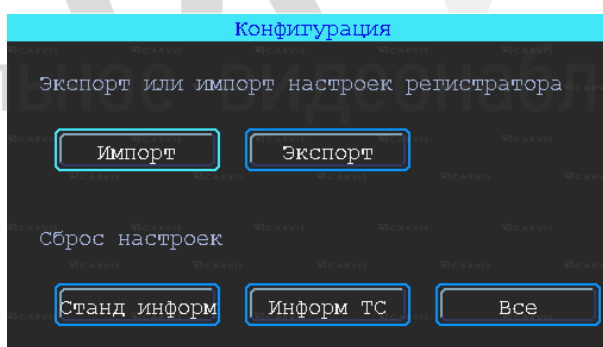 Конфигурация
Экспорт или импорт настроек регистратора
Импорт Экспорт
Сброс настроек
Станд информ Информ ТС Все